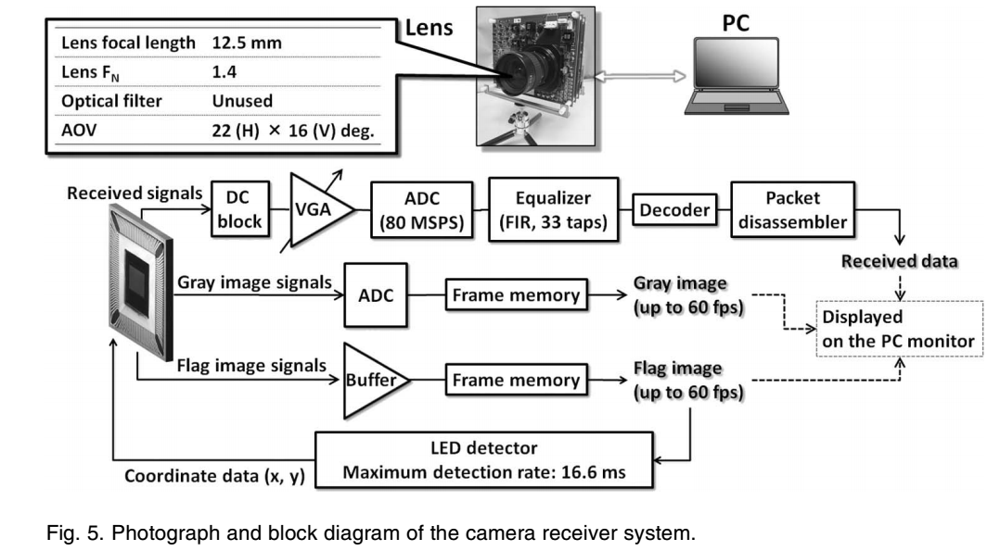 Lens focal length 12.5 mm
Lens FN 1.4
Optical filter Unused
AOV 22 (H) × 16 (V) deg.
Lens
PC
Received signals
DC
block
VGA
ADC
(80 MSPS)
Equalizer
(FIR, 33 taps)
Decoder
Packet
disassembler
Received data
Gray image signals
ADC
Frame memory
Gray image
(up to 60 fps)
Displayed
on the PC monitor
Flag image signals
Buffer
Frame memory
Flag image
(up to 60 fps)
LED detector
Maximum detection rate: 16.6 ms
Coordinate data (x, y)
Fig. 5. Photograph and block diagram of the camera receiver system.